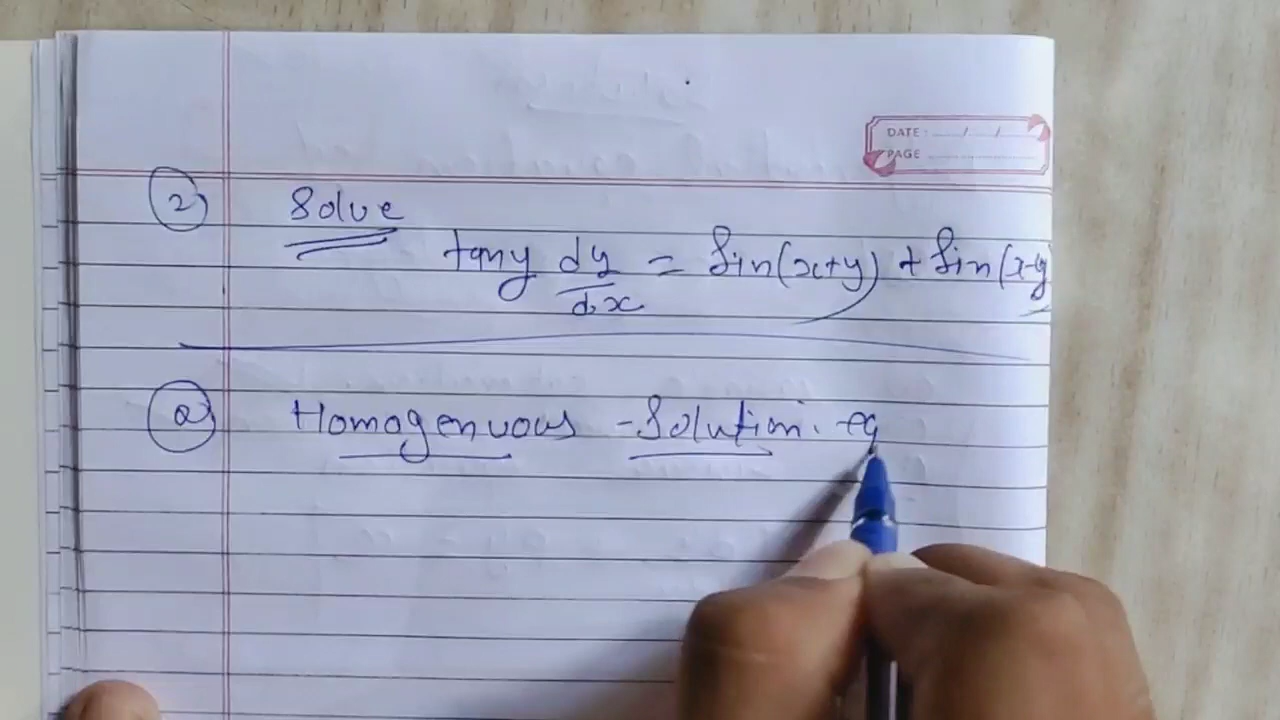 DATE : ...... / ...... / ......
PAGE ....................
2) Solve
tany dy/dx = Sin(x+y) + Sin(x-y)
a) Homogenuous - Solution. eq